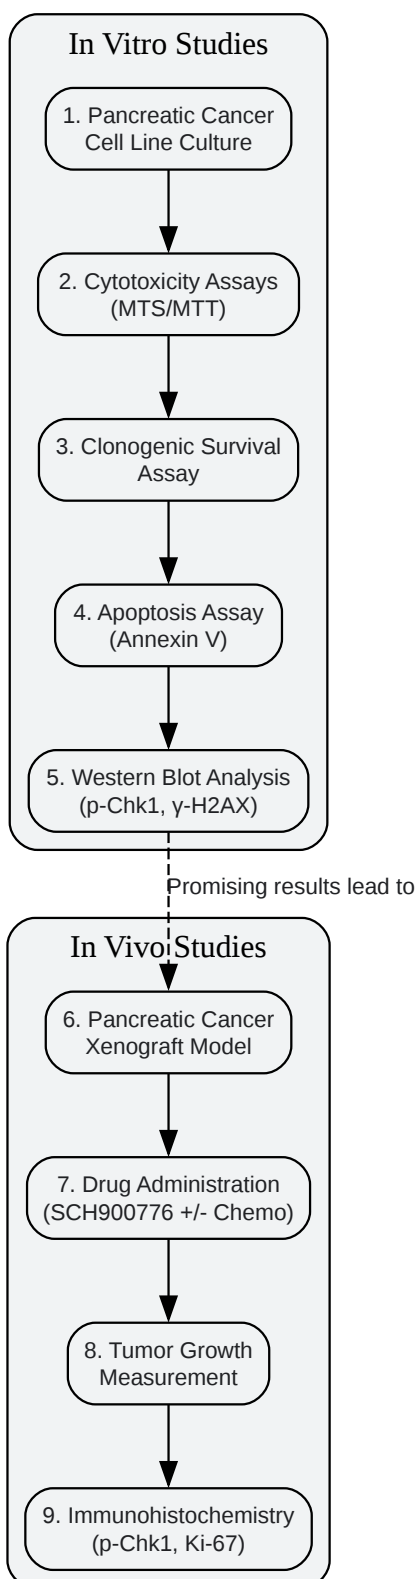 In Vitro Studies
1. Pancreatic Cancer
Cell Line Culture
2. Cytotoxicity Assays
(MTS/MTT)
3. Clonogenic Survival
Assay
4. Apoptosis Assay
(Annexin V)
5. Western Blot Analysis
(p-Chk1, γ-H2AX)
Promising results lead to
In Vivo Studies
6. Pancreatic Cancer
Xenograft Model
7. Drug Administration
(SCH900776 +/- Chemo)
8. Tumor Growth
Measurement
9. Immunohistochemistry
(p-Chk1, Ki-67)